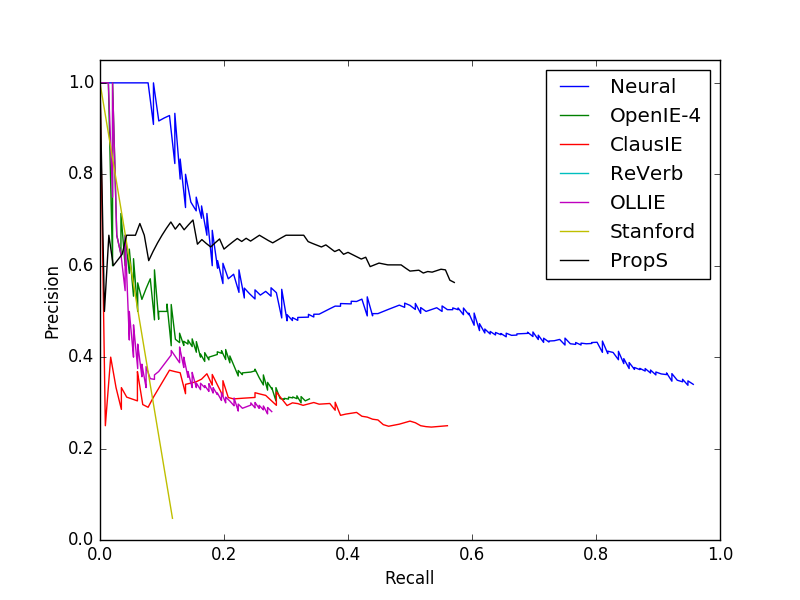 1.0
0.8
0.6
0.4
0.2
0.0
Precision
0.0 0.2 0.4 0.6 0.8 1.0
Recall
Neural
OpenIE-4
ClausIE
ReVerb
OLLIE
Stanford
PropS